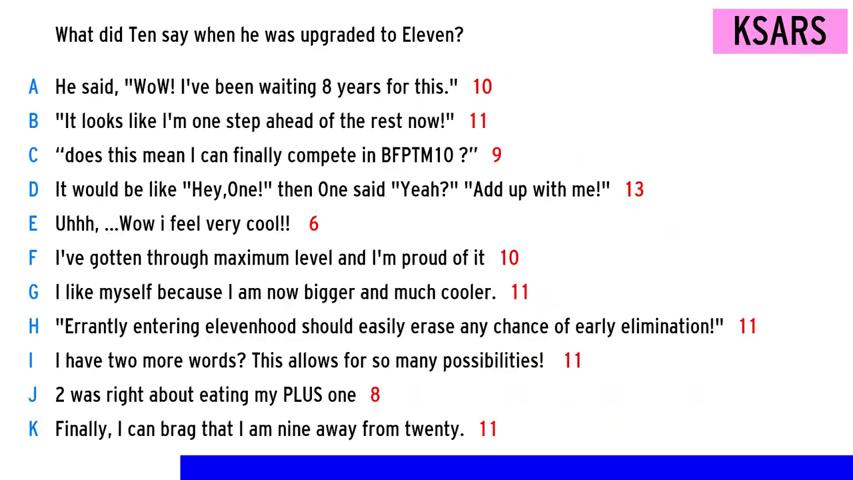 What did Ten say when he was upgraded to Eleven?
KSARS
A He said, "WoW! I've been waiting 8 years for this." 10
B "It looks like I'm one step ahead of the rest now!" 11
C “does this mean I can finally compete in BFPTM10 ?” 9
D It would be like "Hey,One!" then One said "Yeah?" "Add up with me!" 13
E Uhhh, ...Wow i feel very cool!! 6
F I've gotten through maximum level and I'm proud of it 10
G I like myself because I am now bigger and much cooler. 11
H "Errantly entering elevenhood should easily erase any chance of early elimination!" 11
I I have two more words? This allows for so many possibilities! 11
J 2 was right about eating my PLUS one 8
K Finally, I can brag that I am nine away from twenty. 11